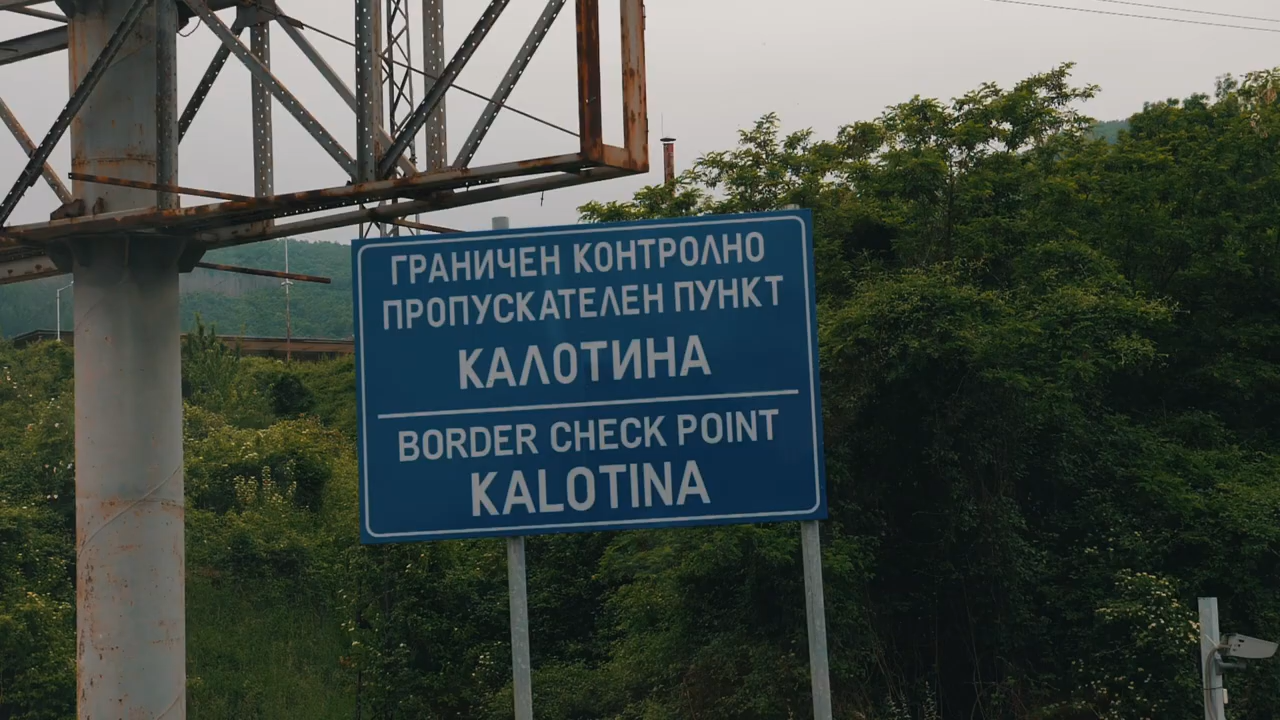 ГРАНИЧЕН КОНТРОЛНО
ПРОПУСКАТЕЛЕН ПУНКТ
КАЛОТИНА
BORDER CHECK POINT
KALOTINA